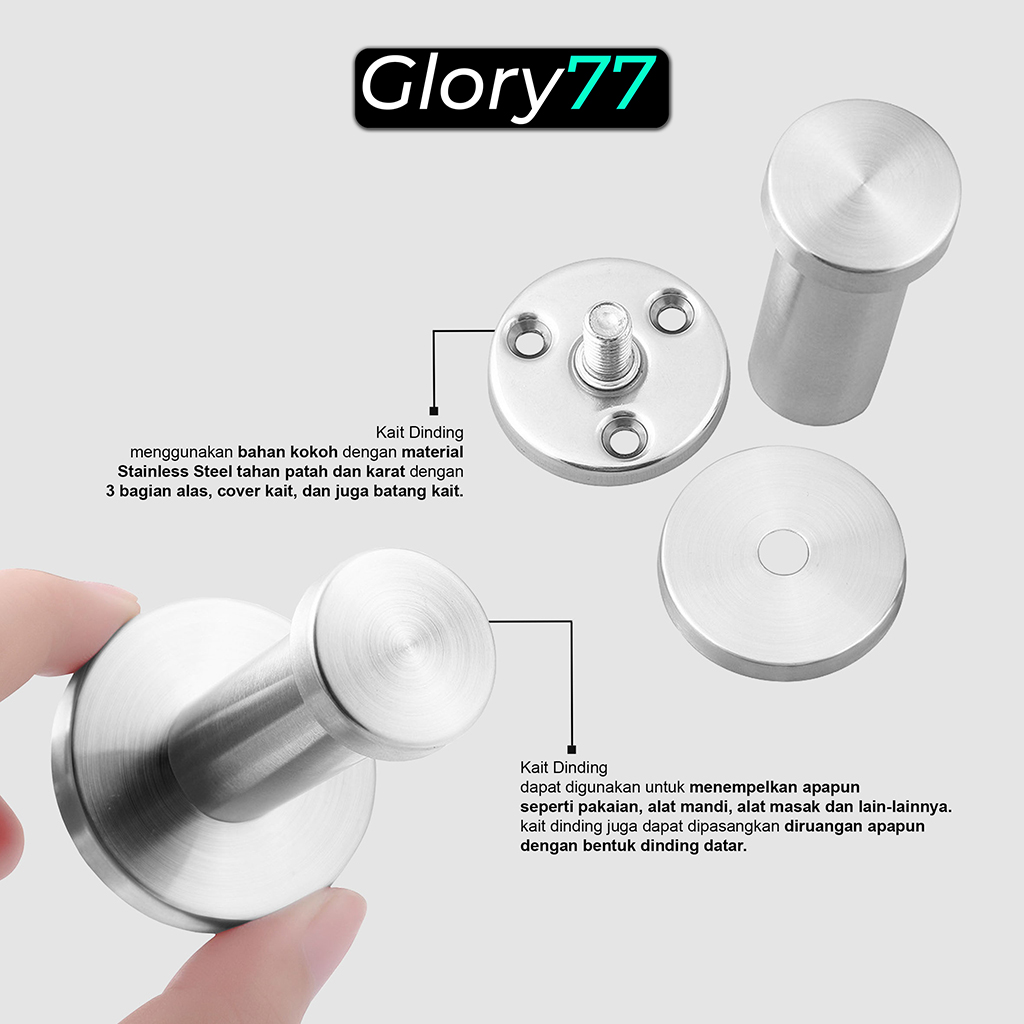 Glory77
Kait Dinding
menggunakan bahan kokoh dengan material
Stainless Steel tahan patah dan karat dengan
3 bagian alas, cover kait, dan juga batang kait.
Kait Dinding
dapat digunakan untuk menempelkan apapun
seperti pakaian, alat mandi, alat masak dan lain-lainnya.
kait dinding juga dapat dipasangkan diruangan apapun
dengan bentuk dinding datar.